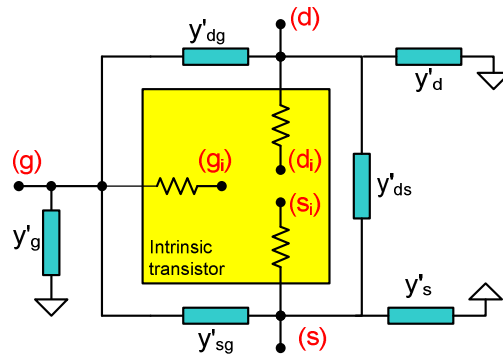 (d)
y'dg
y'd
(g)
(gi)
(di)
y'ds
(si)
y'g
Intrinsic
transistor
y's
y'sg
(s)